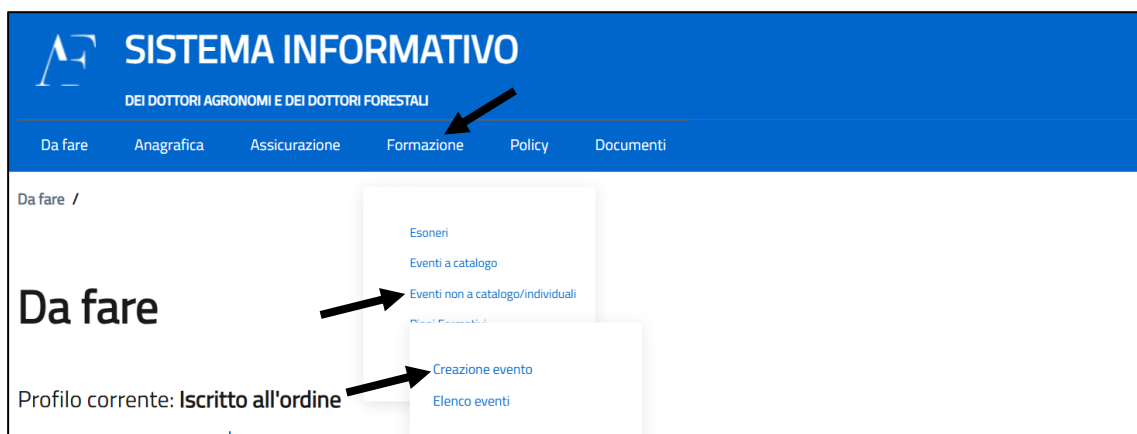 SISTEMA INFORMATIVO
DEI DOTTORI AGRONOMI E DEI DOTTORI FORESTALI
Da fare Anagrafica Assicurazione Formazione Policy Documenti
Da fare /
Esoneri
Eventi a catalogo
Eventi non a catalogo/individuali
Da fare
Creazione evento
Profilo corrente: Iscritto all'ordine
Elenco eventi